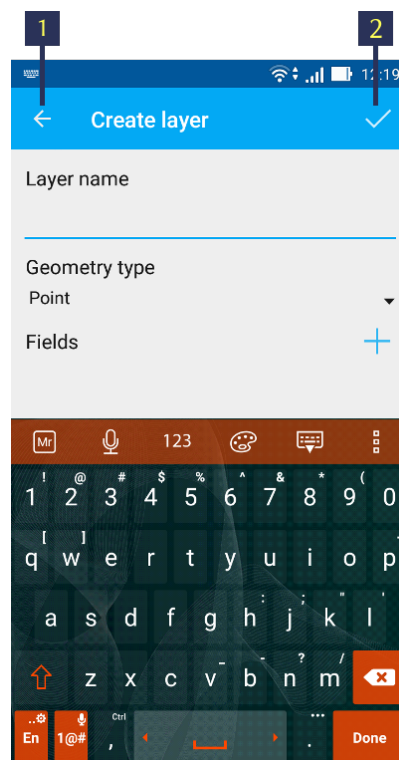 1 2
12:19
Create layer
Layer name
Geometry type
Point
Fields
Mr 123
! @ # $ % ^ & * (
1 2 3 4 5 6 7 8 9 0
[ ]
q w e r t y u i o p
: ; " '
a s d f g h j k l
_ - ? /
z x c v b n m
Ctrl ...
En 1@# , . Done